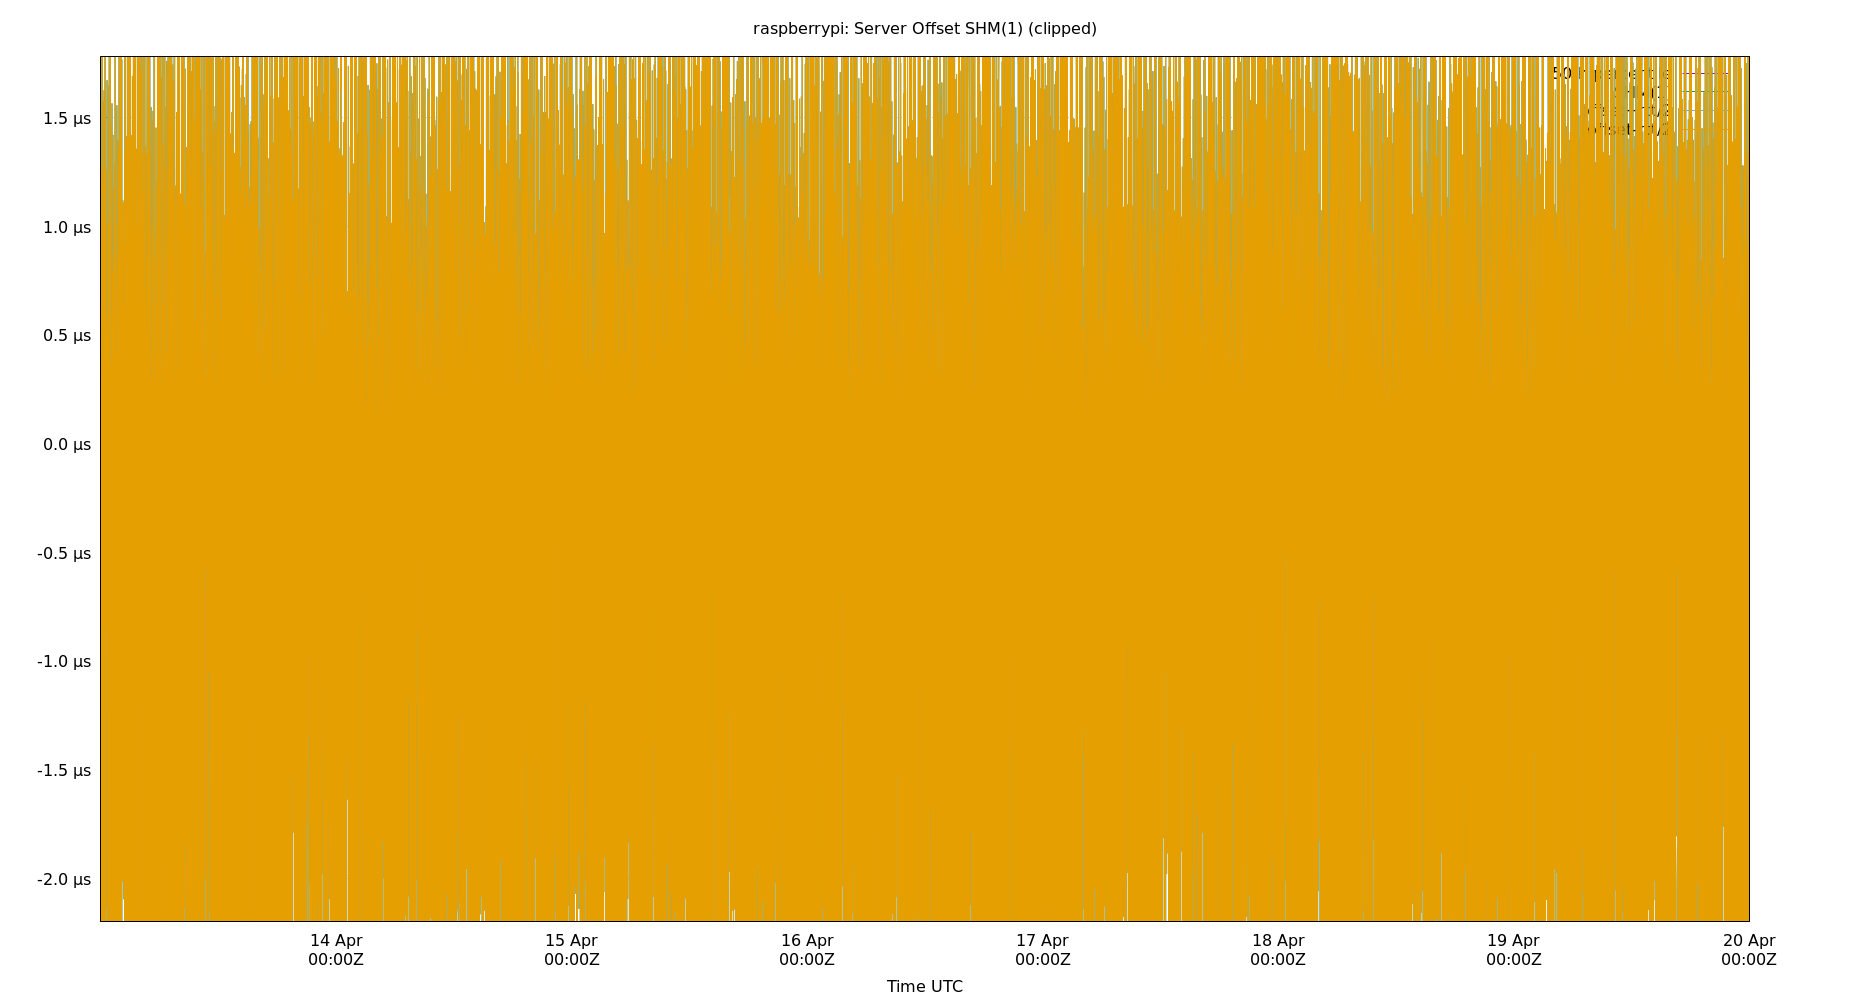 raspberrypi: Server Offset SHM(1) (clipped)
1.5 µs
1.0 µs
0.5 µs
0.0 µs
-0.5 µs
-1.0 µs
-1.5 µs
-2.0 µs
14 Apr
00:00Z
15 Apr
00:00Z
16 Apr
00:00Z
17 Apr
00:00Z
18 Apr
00:00Z
19 Apr
00:00Z
20 Apr
00:00Z
Time UTC